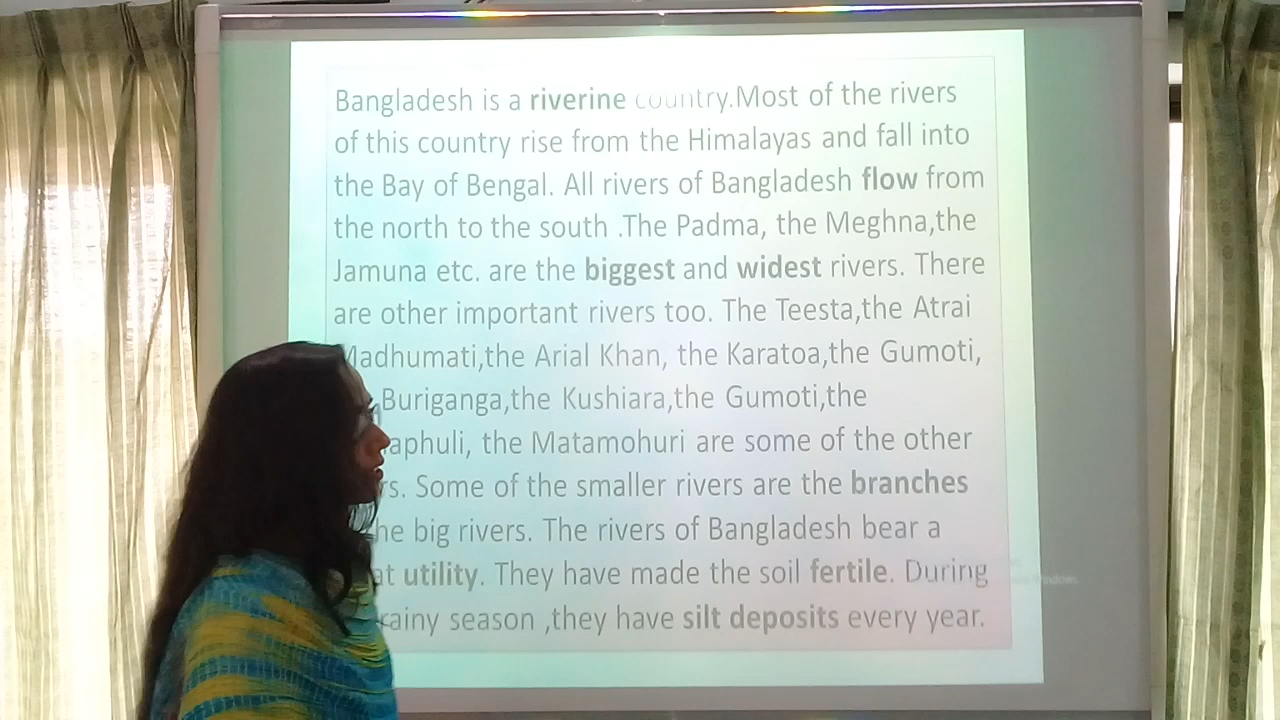 Bangladesh is a riverine country.Most of the rivers
of this country rise from the Himalayas and fall into
the Bay of Bengal. All rivers of Bangladesh flow from
the north to the south .The Padma, the Meghna,the
Jamuna etc. are the biggest and widest rivers. There
are other important rivers too. The Teesta,the Atrai
Madhumati,the Arial Khan, the Karatoa,the Gumoti,
Buriganga,the Kushiara,the Gumoti,the
aphuli, the Matamohuri are some of the other
rs. Some of the smaller rivers are the branches
he big rivers. The rivers of Bangladesh bear a
at utility. They have made the soil fertile. During
rainy season ,they have silt deposits every year.